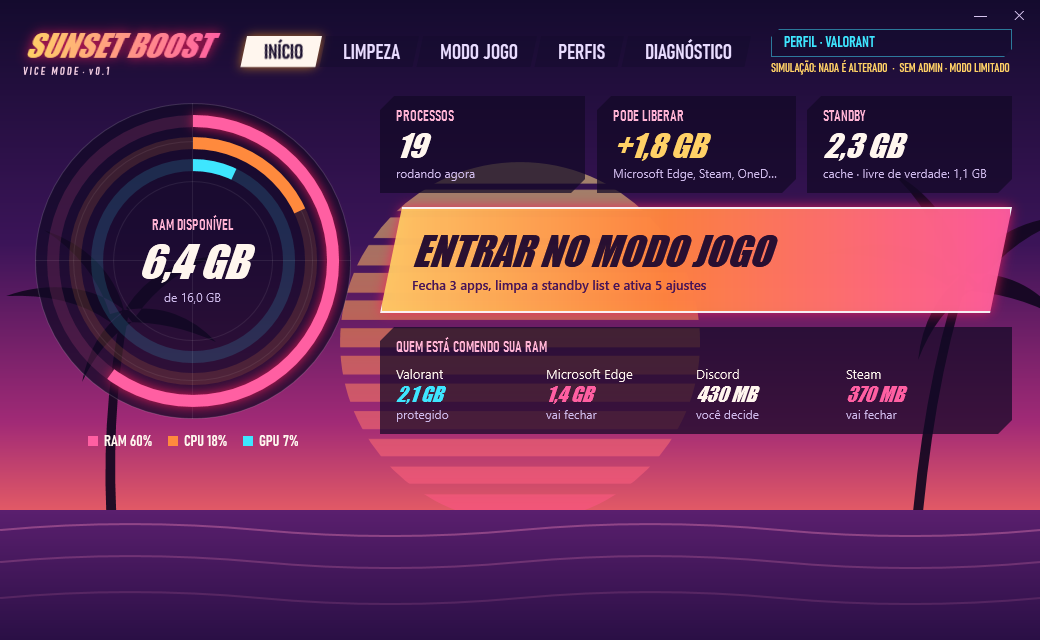 SUNSET BOOST
VICE MODE · v0.1
INÍCIO
LIMPEZA
MODO JOGO
PERFIS
DIAGNÓSTICO
PERFIL · VALORANT
SIMULAÇÃO: NADA É ALTERADO · SEM ADMIN · MODO LIMITADO
RAM DISPONÍVEL
6,4 GB
de 16,0 GB
RAM 60%
CPU 18%
GPU 7%
PROCESSOS
19
rodando agora
PODE LIBERAR
+1,8 GB
Microsoft Edge, Steam, OneD...
STANDBY
2,3 GB
cache · livre de verdade: 1,1 GB
ENTRAR NO MODO JOGO
Fecha 3 apps, limpa a standby list e ativa 5 ajustes
QUEM ESTÁ COMENDO SUA RAM
Valorant
2,1 GB
protegido
Microsoft Edge
1,4 GB
vai fechar
Discord
430 MB
você decide
Steam
370 MB
vai fechar